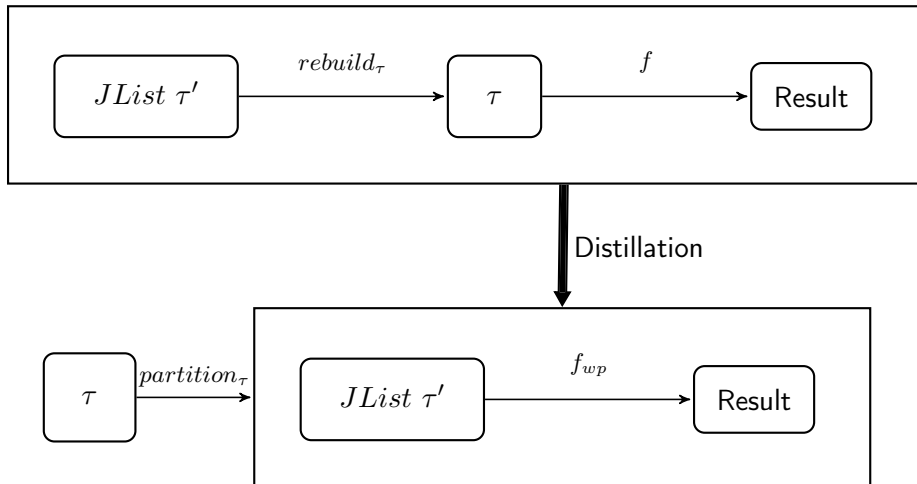 rebuild_τ
f
JList τ′
τ
Result
Distillation
partition_τ
f_wp
τ
JList τ′
Result